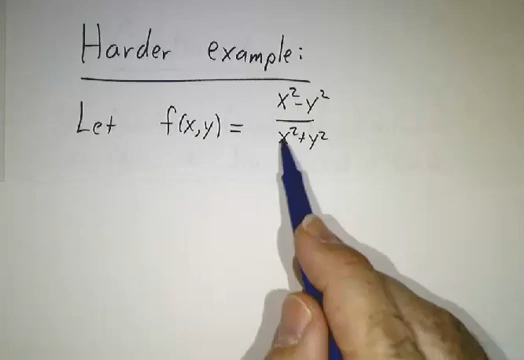 Harder example:
Let f(x,y) = x²-y² / x²+y²